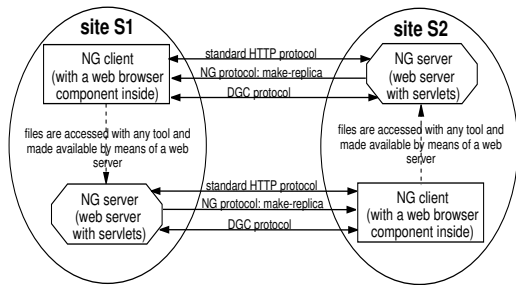 site S1
site S2
NG client
(with a web browser
component inside)
standard HTTP protocol
NG protocol: make-replica
DGC protocol
NG server
(web server
with servlets)
files are accessed with any tool and
made available by means of a web
server
files are accessed with any tool and
made available by means of a web
server
NG server
(web server
with servlets)
standard HTTP protocol
NG protocol: make-replica
DGC protocol
NG client
(with a web browser
component inside)